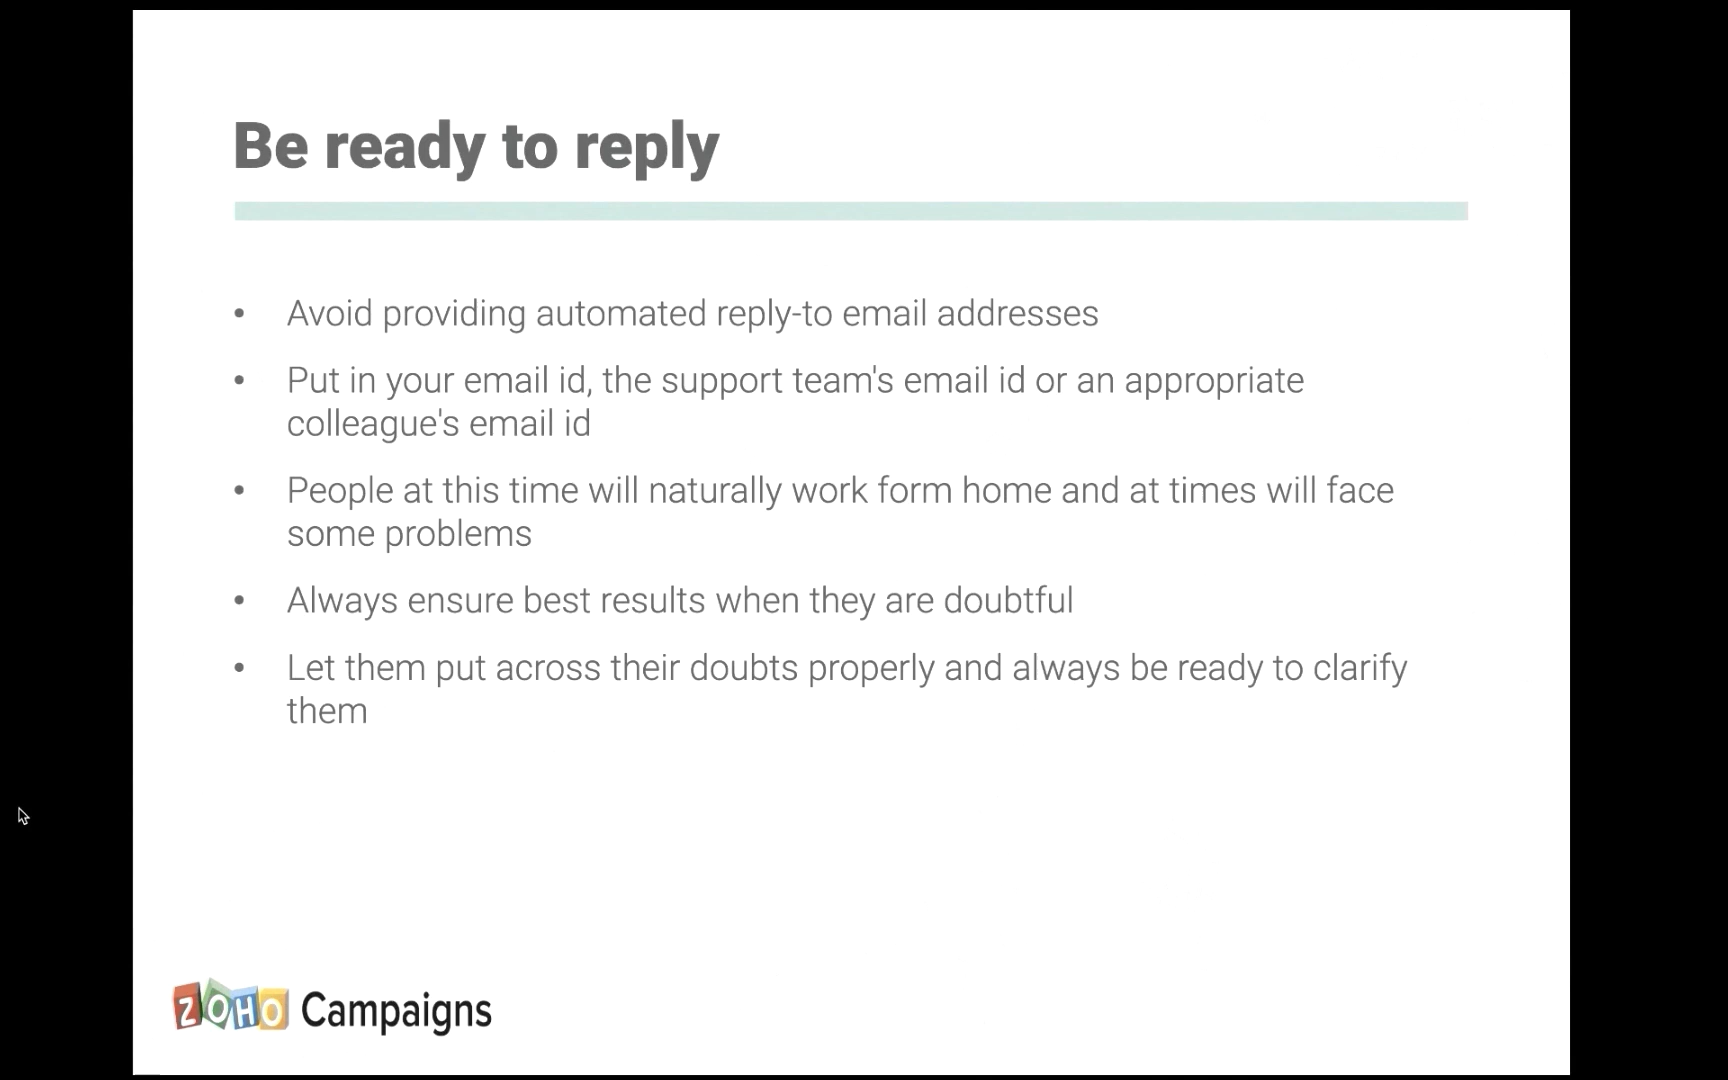 Be ready to reply
• Avoid providing automated reply-to email addresses
• Put in your email id, the support team's email id or an appropriate
colleague's email id
• People at this time will naturally work form home and at times will face
some problems
• Always ensure best results when they are doubtful
• Let them put across their doubts properly and always be ready to clarify
them
ZOHO Campaigns